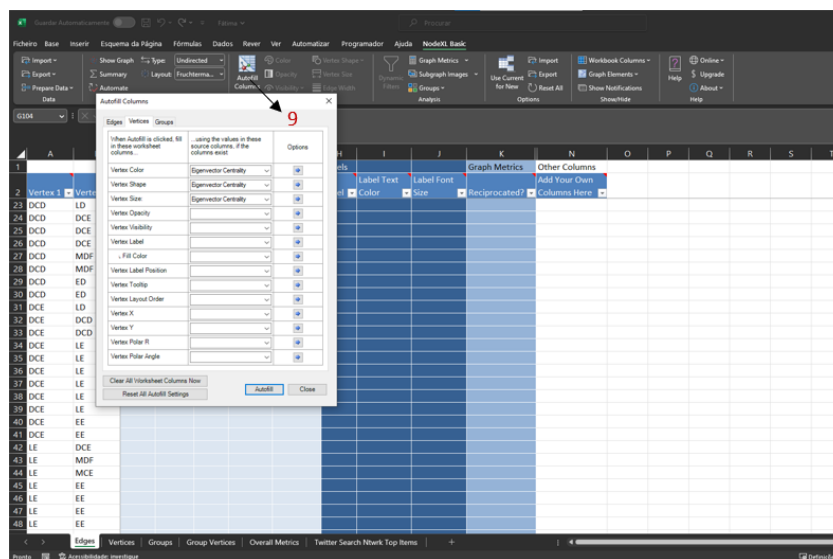 Guardar Automaticamente
Fátima
Procurar
Ficheiro Base Inserir Esquema da Página Fórmulas Dados Rever Ver Automatizar Programador Ajuda NodeXL Basic
Import Show Graph Type: Undirected Color Vertex Shape Graph Metrics Import Workbook Columns Online
Export Summary Layout: Fruchterma... Autofill Opacity Vertex Size Dynamic Subgraph Images Use Current Export Graph Elements Help Upgrade
Prepare Data Automate Columns Visibility Edge Width Filters Groups for New Reset All Show Notifications About
Data Analysis Options Show/Hide Help
9
G104
Autofill Columns
Edges Vertices Groups
When Autofill is clicked, fill in these worksheet columns...
...using the values in these source columns, if the columns exist
Options
Vertex Color Eigenvector Centrality
Vertex Shape Eigenvector Centrality
Vertex Size: Eigenvector Centrality
Vertex Opacity
Vertex Visibility
Vertex Label
Fill Color
Vertex Label Position
Vertex Tooltip
Vertex Layout Order
Vertex X
Vertex Y
Vertex Polar R
Vertex Polar Angle
Clear All Worksheet Columns Now
Reset All Autofill Settings
Autofill Close
A H I J K N O P Q R S
1 Graph Metrics Other Columns
2 Vertex 1 Label Text Color Label Font Size Reciprocated? Add Your Own Columns Here
23 DCD LD
24 DCD DCE
25 DCD DCE
26 DCD DCE
27 DCD MDF
28 DCD MDF
29 DCD ED
30 DCD ED
31 DCE LD
32 DCE DCD
33 DCE DCD
34 DCE LE
35 DCE LE
36 DCE LE
37 DCE LE
38 DCE LE
39 DCE LE
40 DCE EE
41 DCE EE
42 LE DCE
43 LE MDF
44 LE MCE
45 LE EE
46 LE EE
47 LE EE
48 LE EE
Edges Vertices Groups Group Vertices Overall Metrics Twitter Search Ntwrk Top Items
Pronto Acessibilidade: investigue